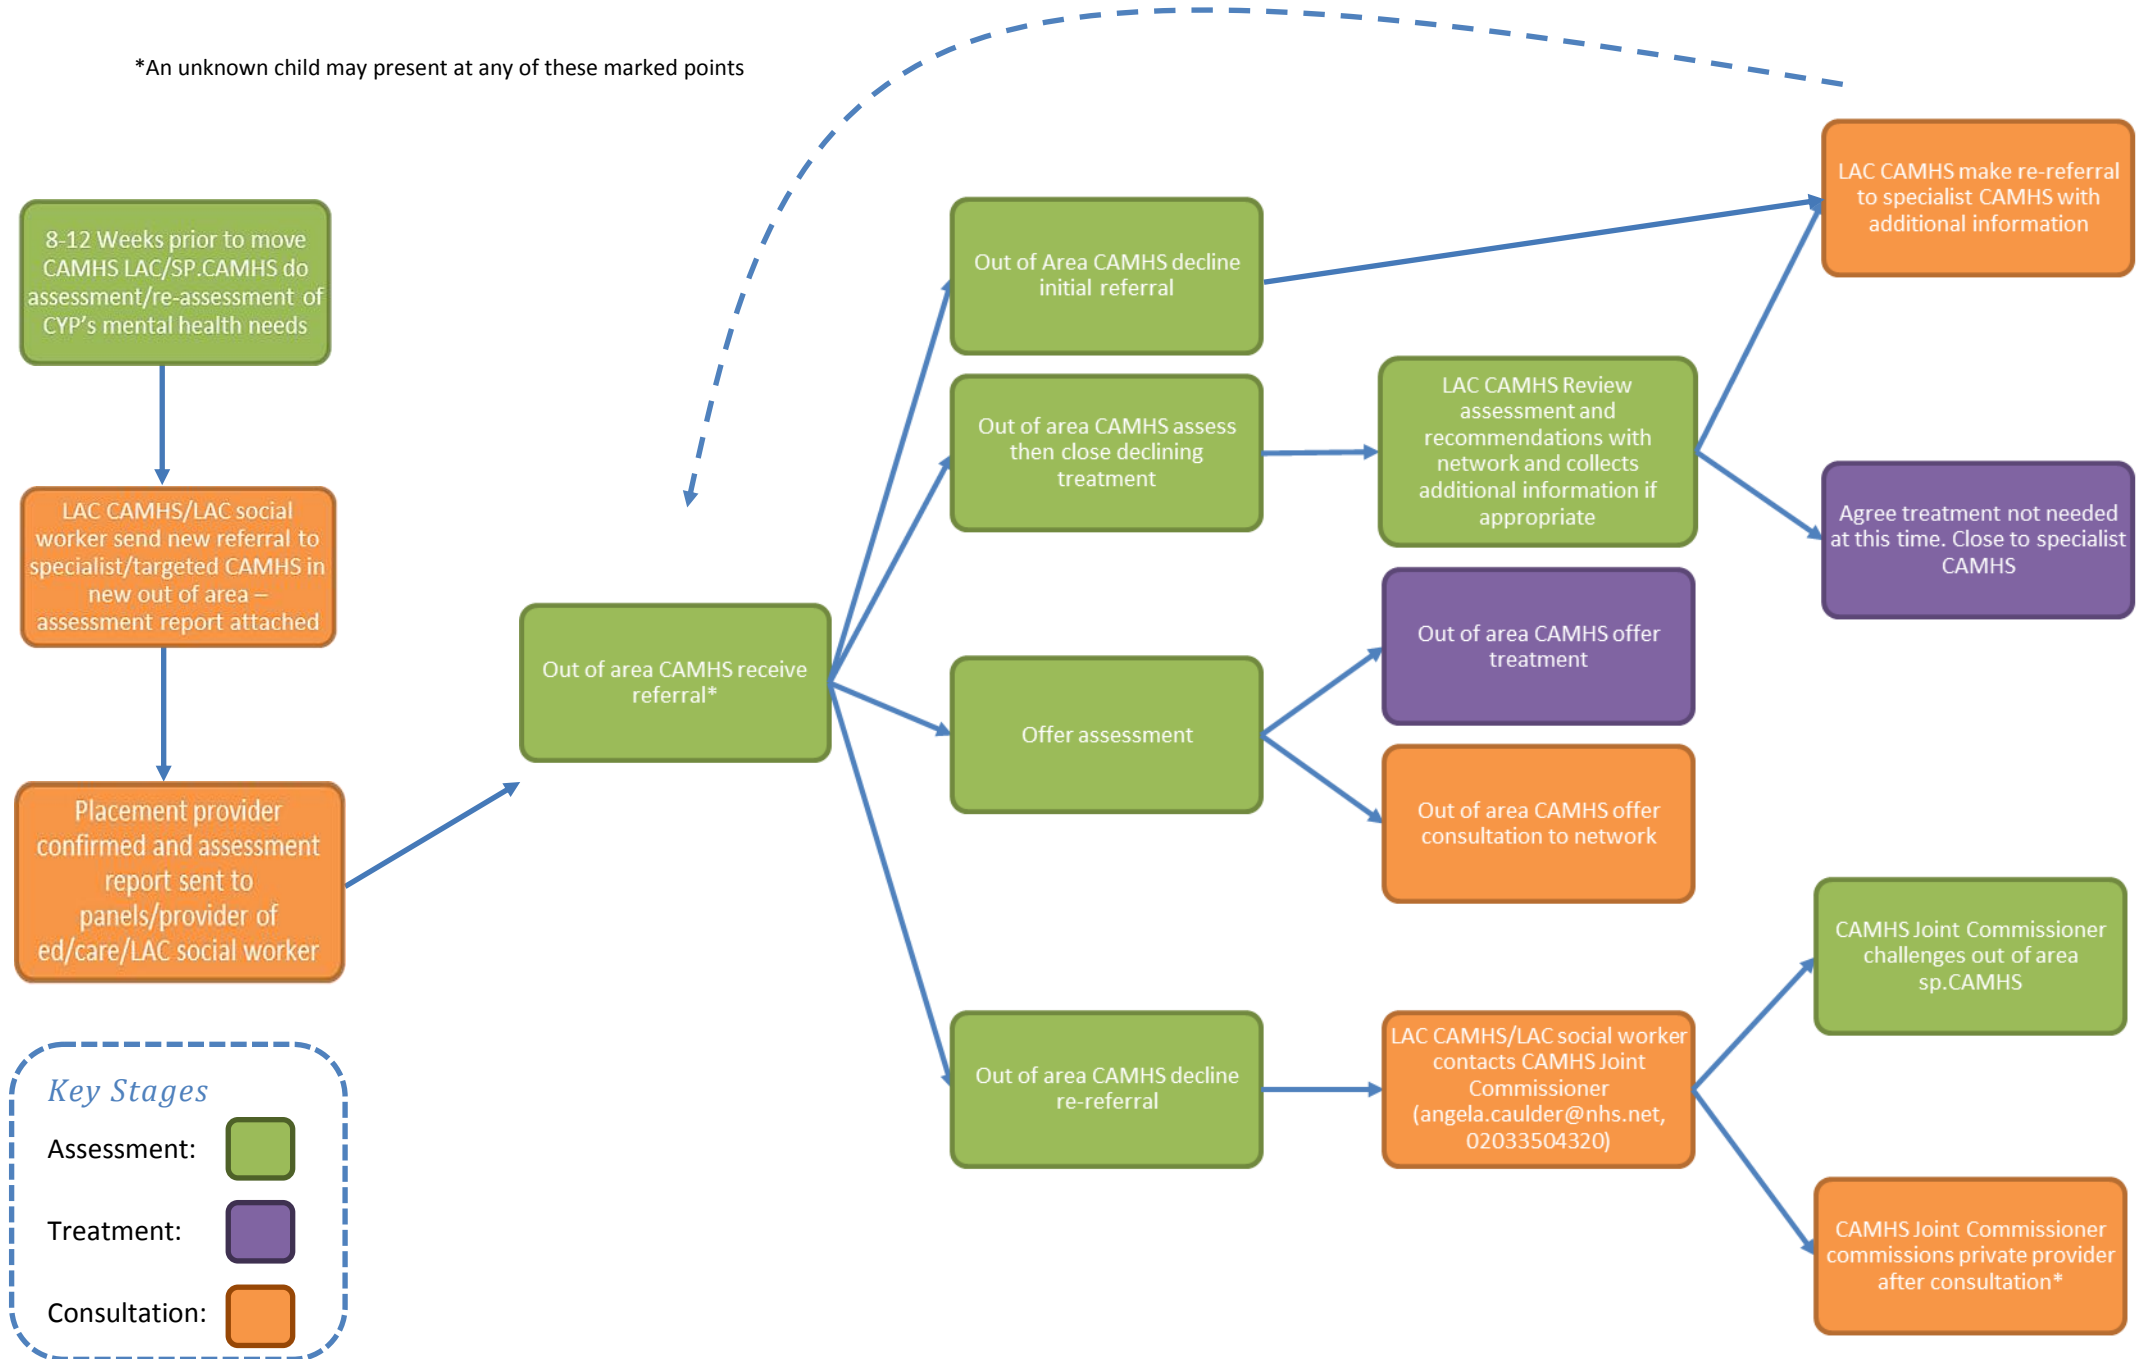 *An unknown child may present at any of these marked points
8-12 Weeks prior to move
CAMHS LAC/SP.CAMHS do
assessment/re-assessment of
CYP's mental health needs
LAC CAMHS/LAC social
worker send new referral to
specialist/targeted CAMHS in
new out of area –
assessment report attached
Placement provider
confirmed and assessment
report sent to
panels/provider of
ed/care/LAC social worker
Out of area CAMHS receive
referral*
Out of Area CAMHS decline
initial referral
Out of area CAMHS assess
then close declining
treatment
Offer assessment
Out of area CAMHS decline
re-referral
LAC CAMHS Review
assessment and
recommendations with
network and collects
additional information if
appropriate
Out of area CAMHS offer
treatment
Out of area CAMHS offer
consultation to network
LAC CAMHS/LAC social worker
contacts CAMHS Joint
Commissioner
(angela.caulder@nhs.net,
02033504320)
LAC CAMHS make re-referral
to specialist CAMHS with
additional information
Agree treatment not needed
at this time. Close to specialist
CAMHS
CAMHS Joint Commissioner
challenges out of area
sp.CAMHS
CAMHS Joint Commissioner
commissions private provider
after consultation*
Key Stages
Assessment:
Treatment:
Consultation: